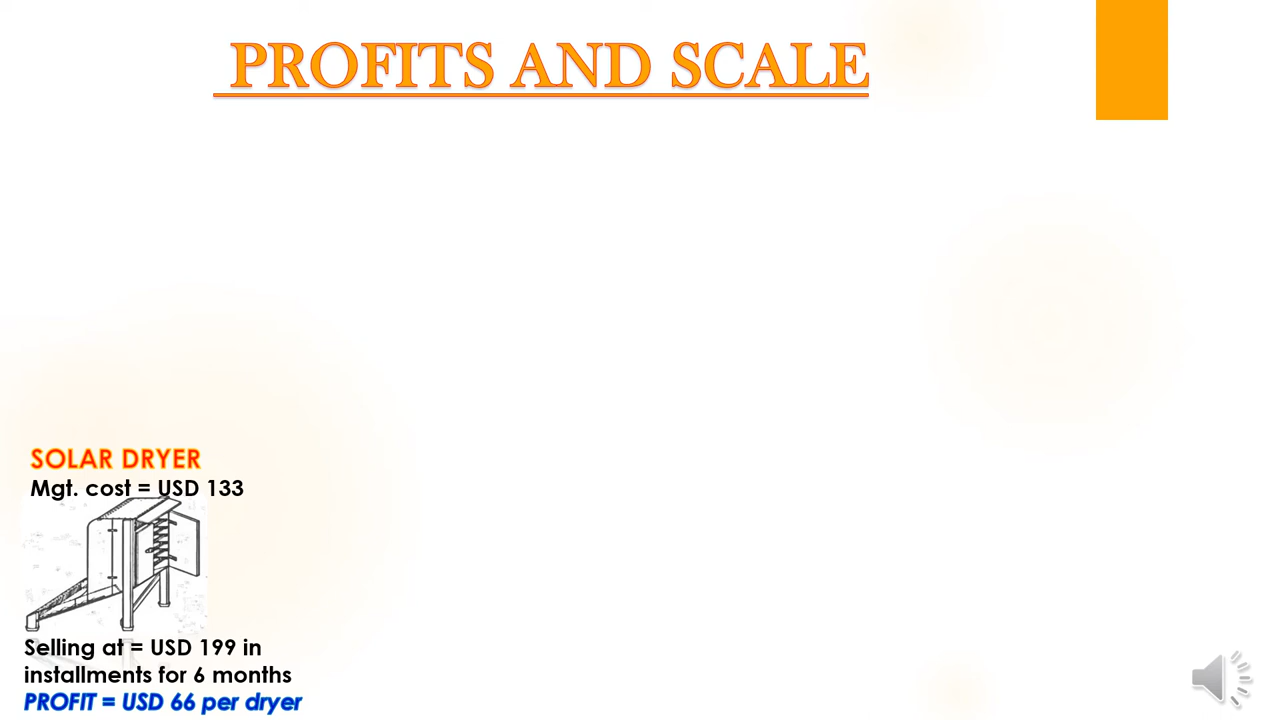 PROFITS AND SCALE
SOLAR DRYER
Mgt. cost = USD 133
Selling at = USD 199 in
installments for 6 months
PROFIT = USD 66 per dryer